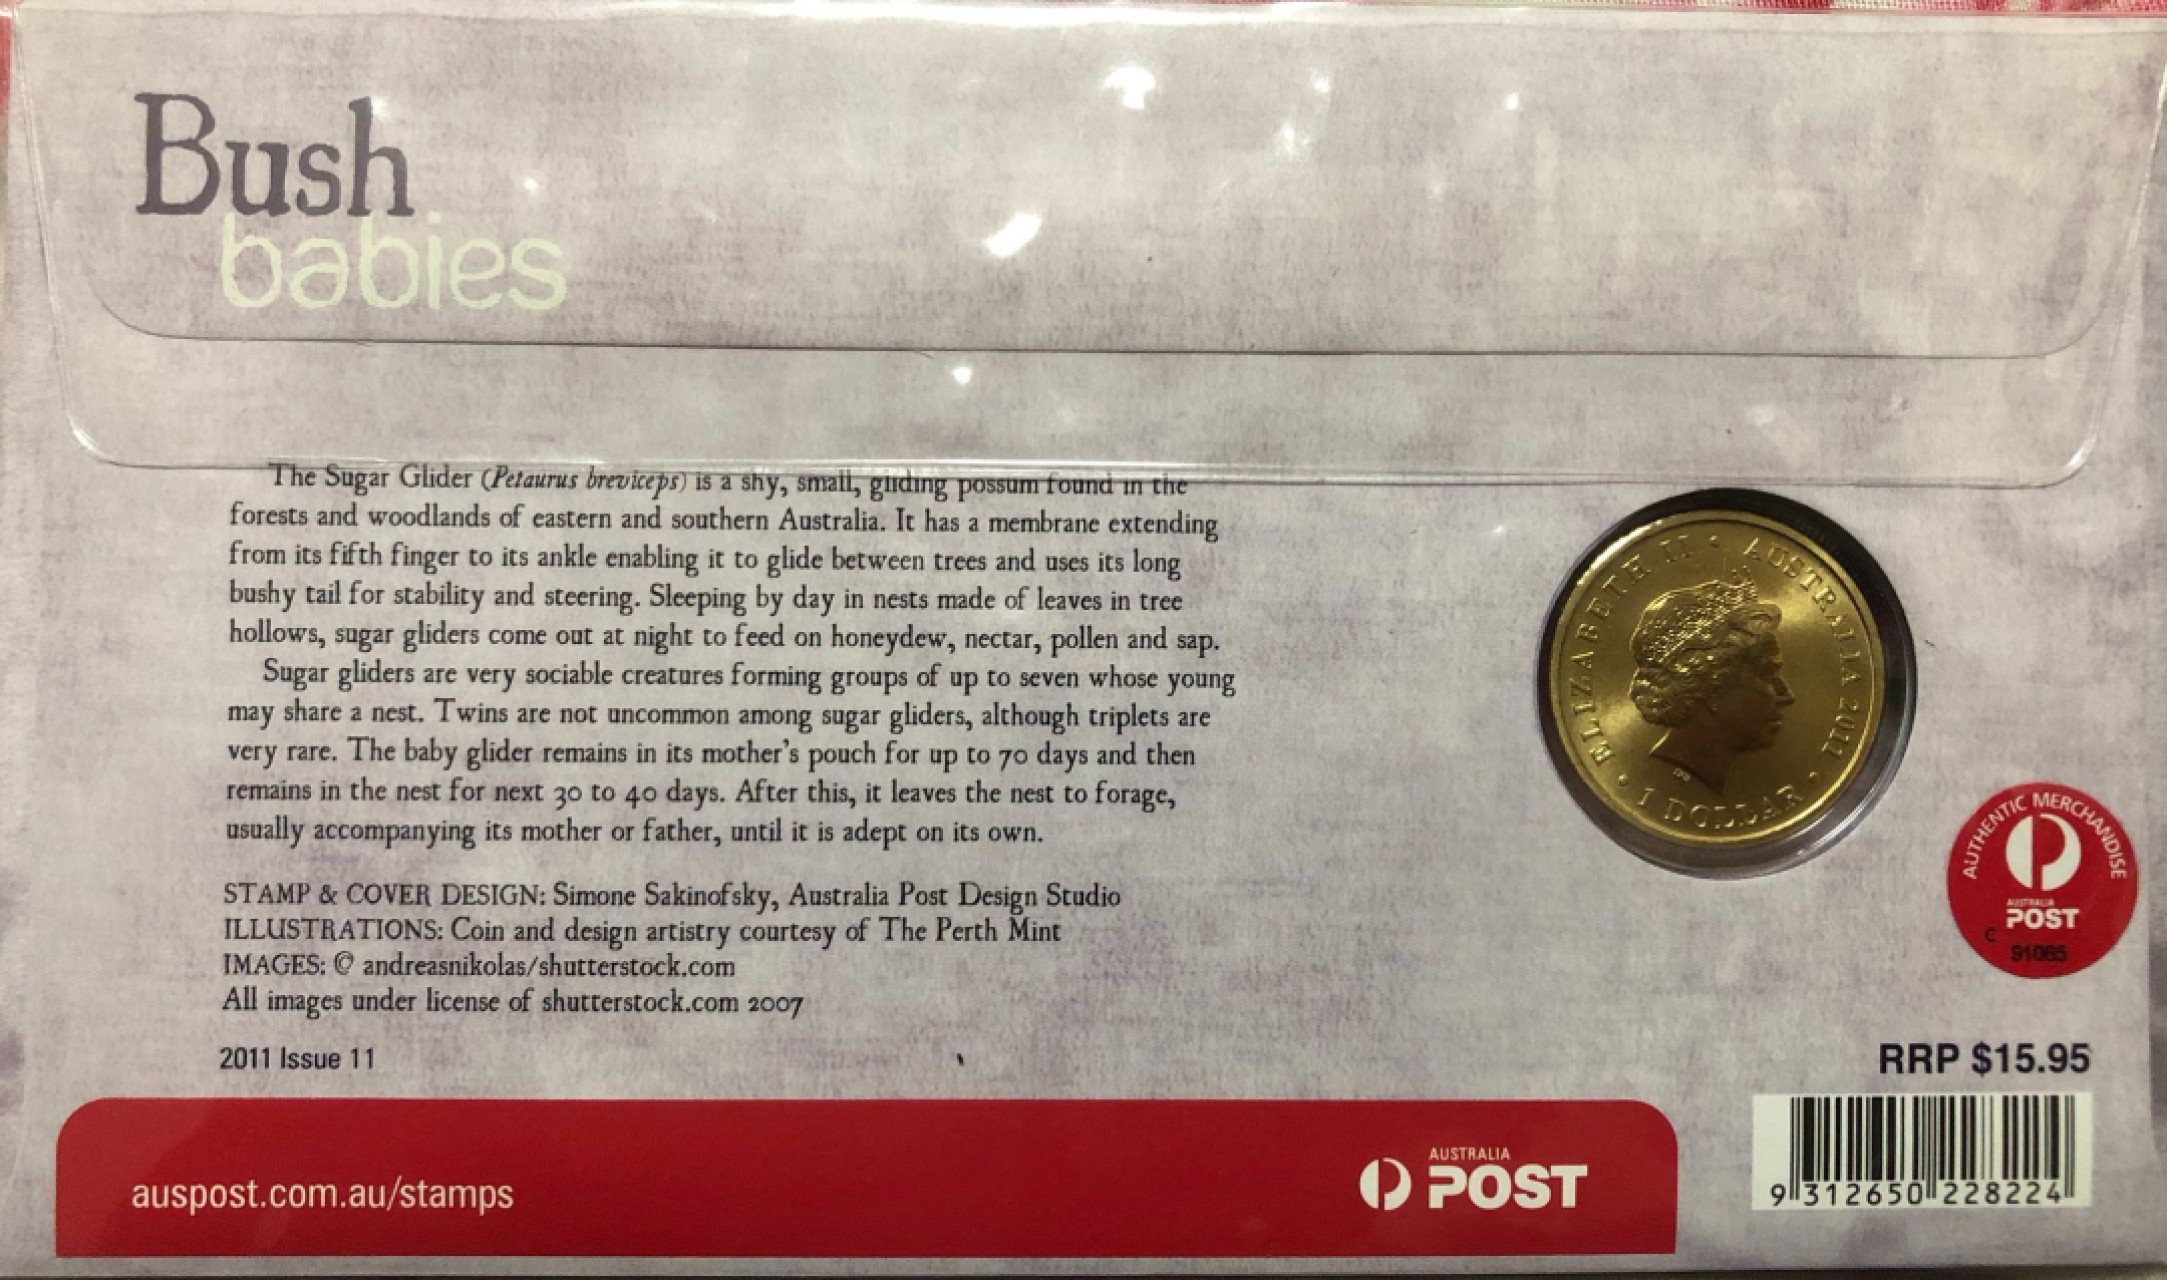 Bush
babies
The Sugar Glider (Petaurus breviceps) is a shy, small, gliding possum found in the
forests and woodlands of eastern and southern Australia. It has a membrane extending
from its fifth finger to its ankle enabling it to glide between trees and uses its long
bushy tail for stability and steering. Sleeping by day in nests made of leaves in tree
hollows, sugar gliders come out at night to feed on honeydew, nectar, pollen and sap.
Sugar gliders are very sociable creatures forming groups of up to seven whose young
may share a nest. Twins are not uncommon among sugar gliders, although triplets are
very rare. The baby glider remains in its mother's pouch for up to 70 days and then
remains in the nest for next 30 to 40 days. After this, it leaves the nest to forage,
usually accompanying its mother or father, until it is adept on its own.
STAMP & COVER DESIGN: Simone Sakinofsky, Australia Post Design Studio
ILLUSTRATIONS: Coin and design artistry courtesy of The Perth Mint
IMAGES: © andreasnikolas/shutterstock.com
All images under license of shutterstock.com 2007
2011 Issue 11
ELIZABETH II • AUSTRALIA 2011 •
1 DOLLAR •
IRB
AUTHENTIC MERCHANDISE
AUSTRALIA
POST
C
91065
RRP $15.95
9 312650 228224
auspost.com.au/stamps
AUSTRALIA
POST